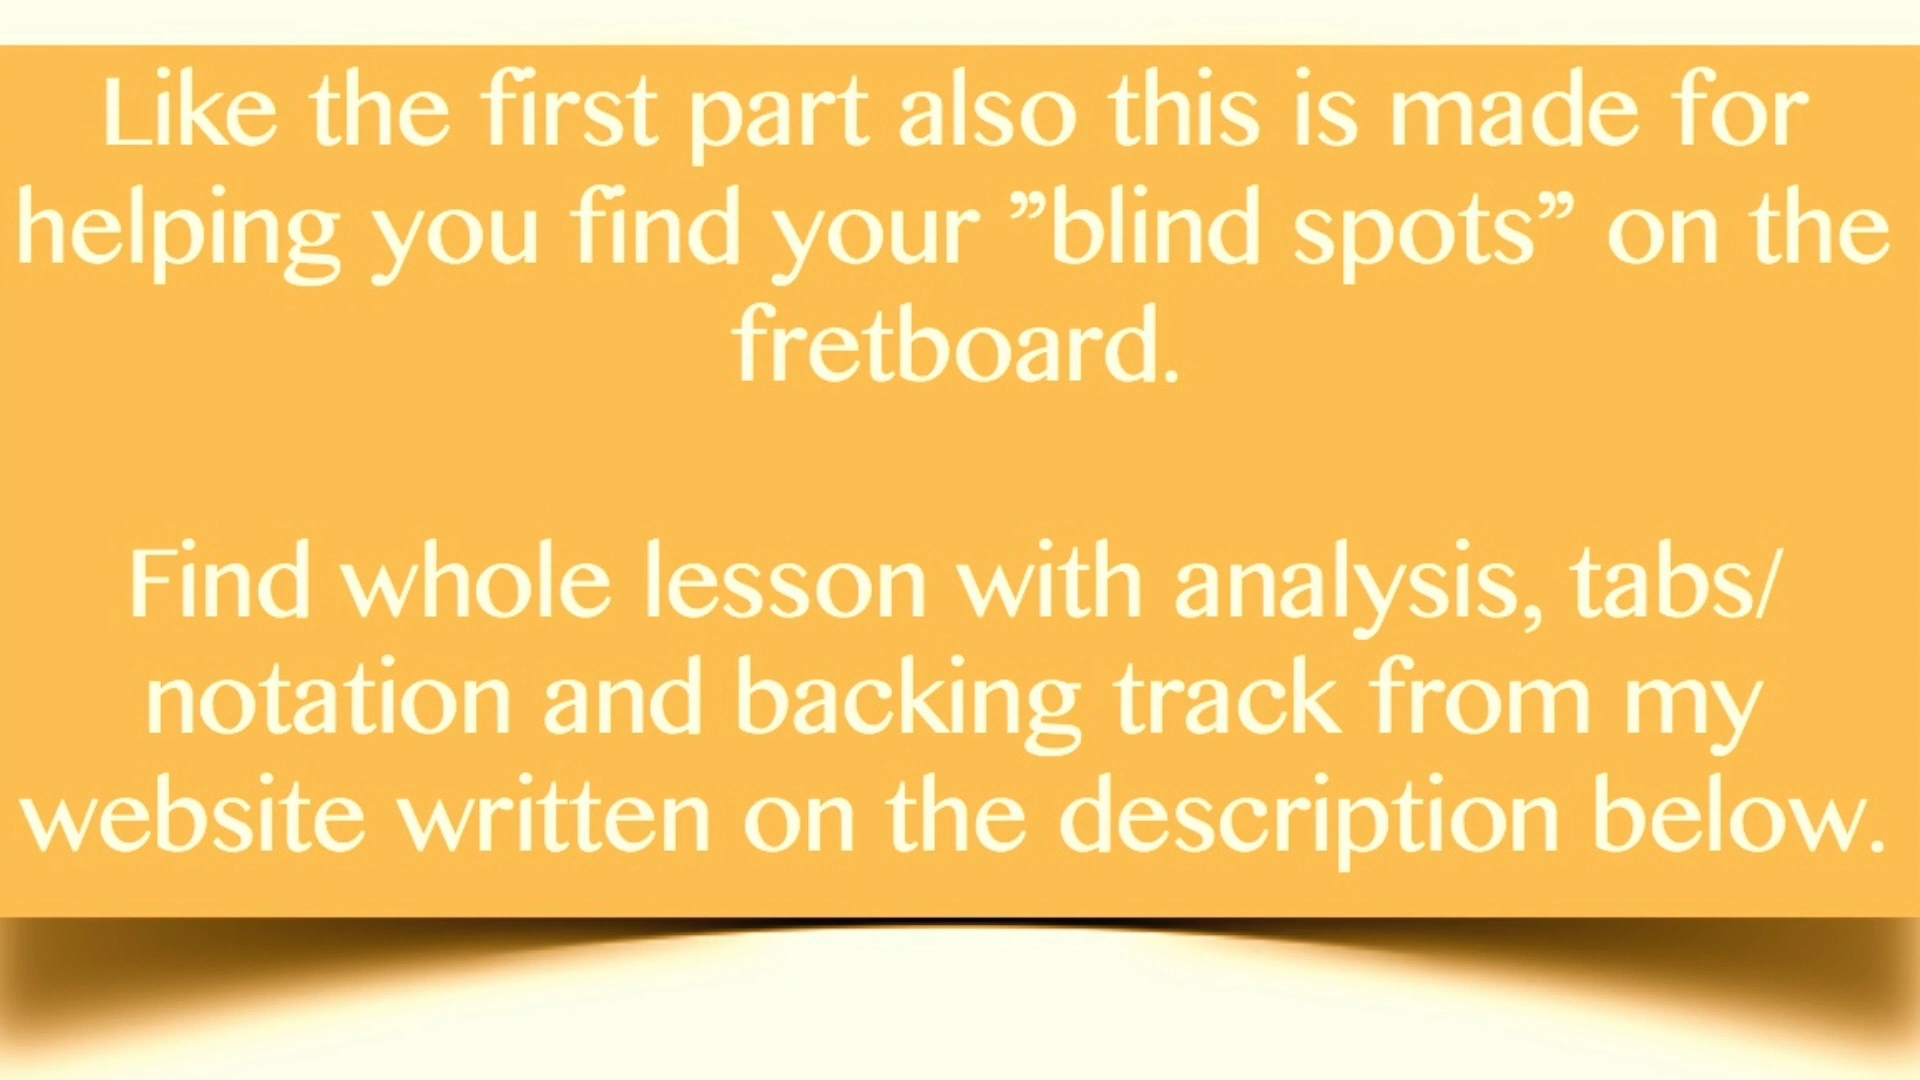 Like the first part also this is made for
helping you find your ”blind spots” on the
fretboard.
Find whole lesson with analysis, tabs/
notation and backing track from my
website written on the description below.